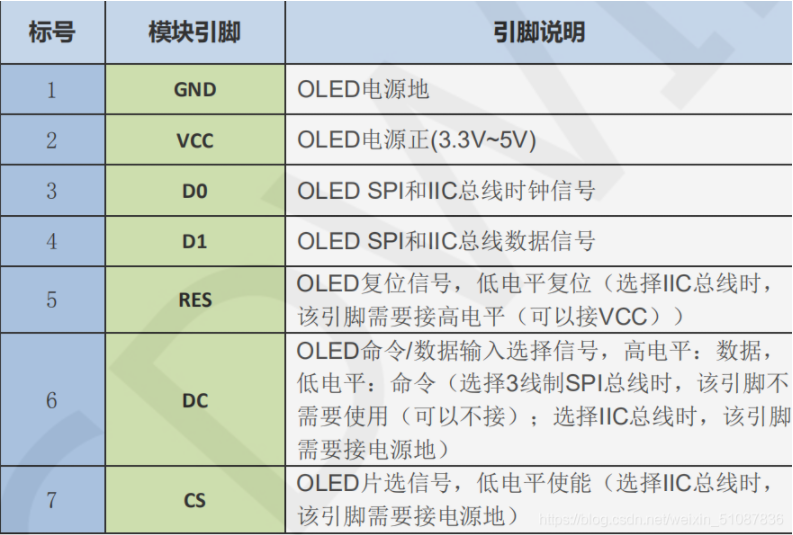 标号 模块引脚 引脚说明
1 GND OLED电源地
2 VCC OLED电源正(3.3V~5V)
3 D0 OLED SPI和IIC总线时钟信号
4 D1 OLED SPI和IIC总线数据信号
5 RES OLED复位信号，低电平复位（选择IIC总线时，
该引脚需要接高电平（可以接VCC））
6 DC OLED命令/数据输入选择信号，高电平：数据，
低电平：命令（选择3线制SPI总线时，该引脚不
需要使用（可以不接）；选择IIC总线时，该引脚
需要接电源地）
7 CS OLED片选信号，低电平使能（选择IIC总线时，
该引脚需要接电源地）
https://blog.csdn.net/weixin_51087836